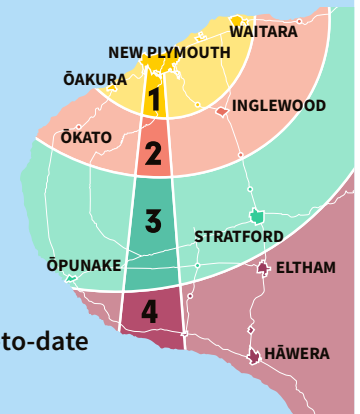 WAITARA
NEW PLYMOUTH
ŌAKURA
1
INGLEWOOD
ŌKATO
2
3
STRATFORD
ŌPUNAKE
ELTHAM
4
to-date
HĀWERA